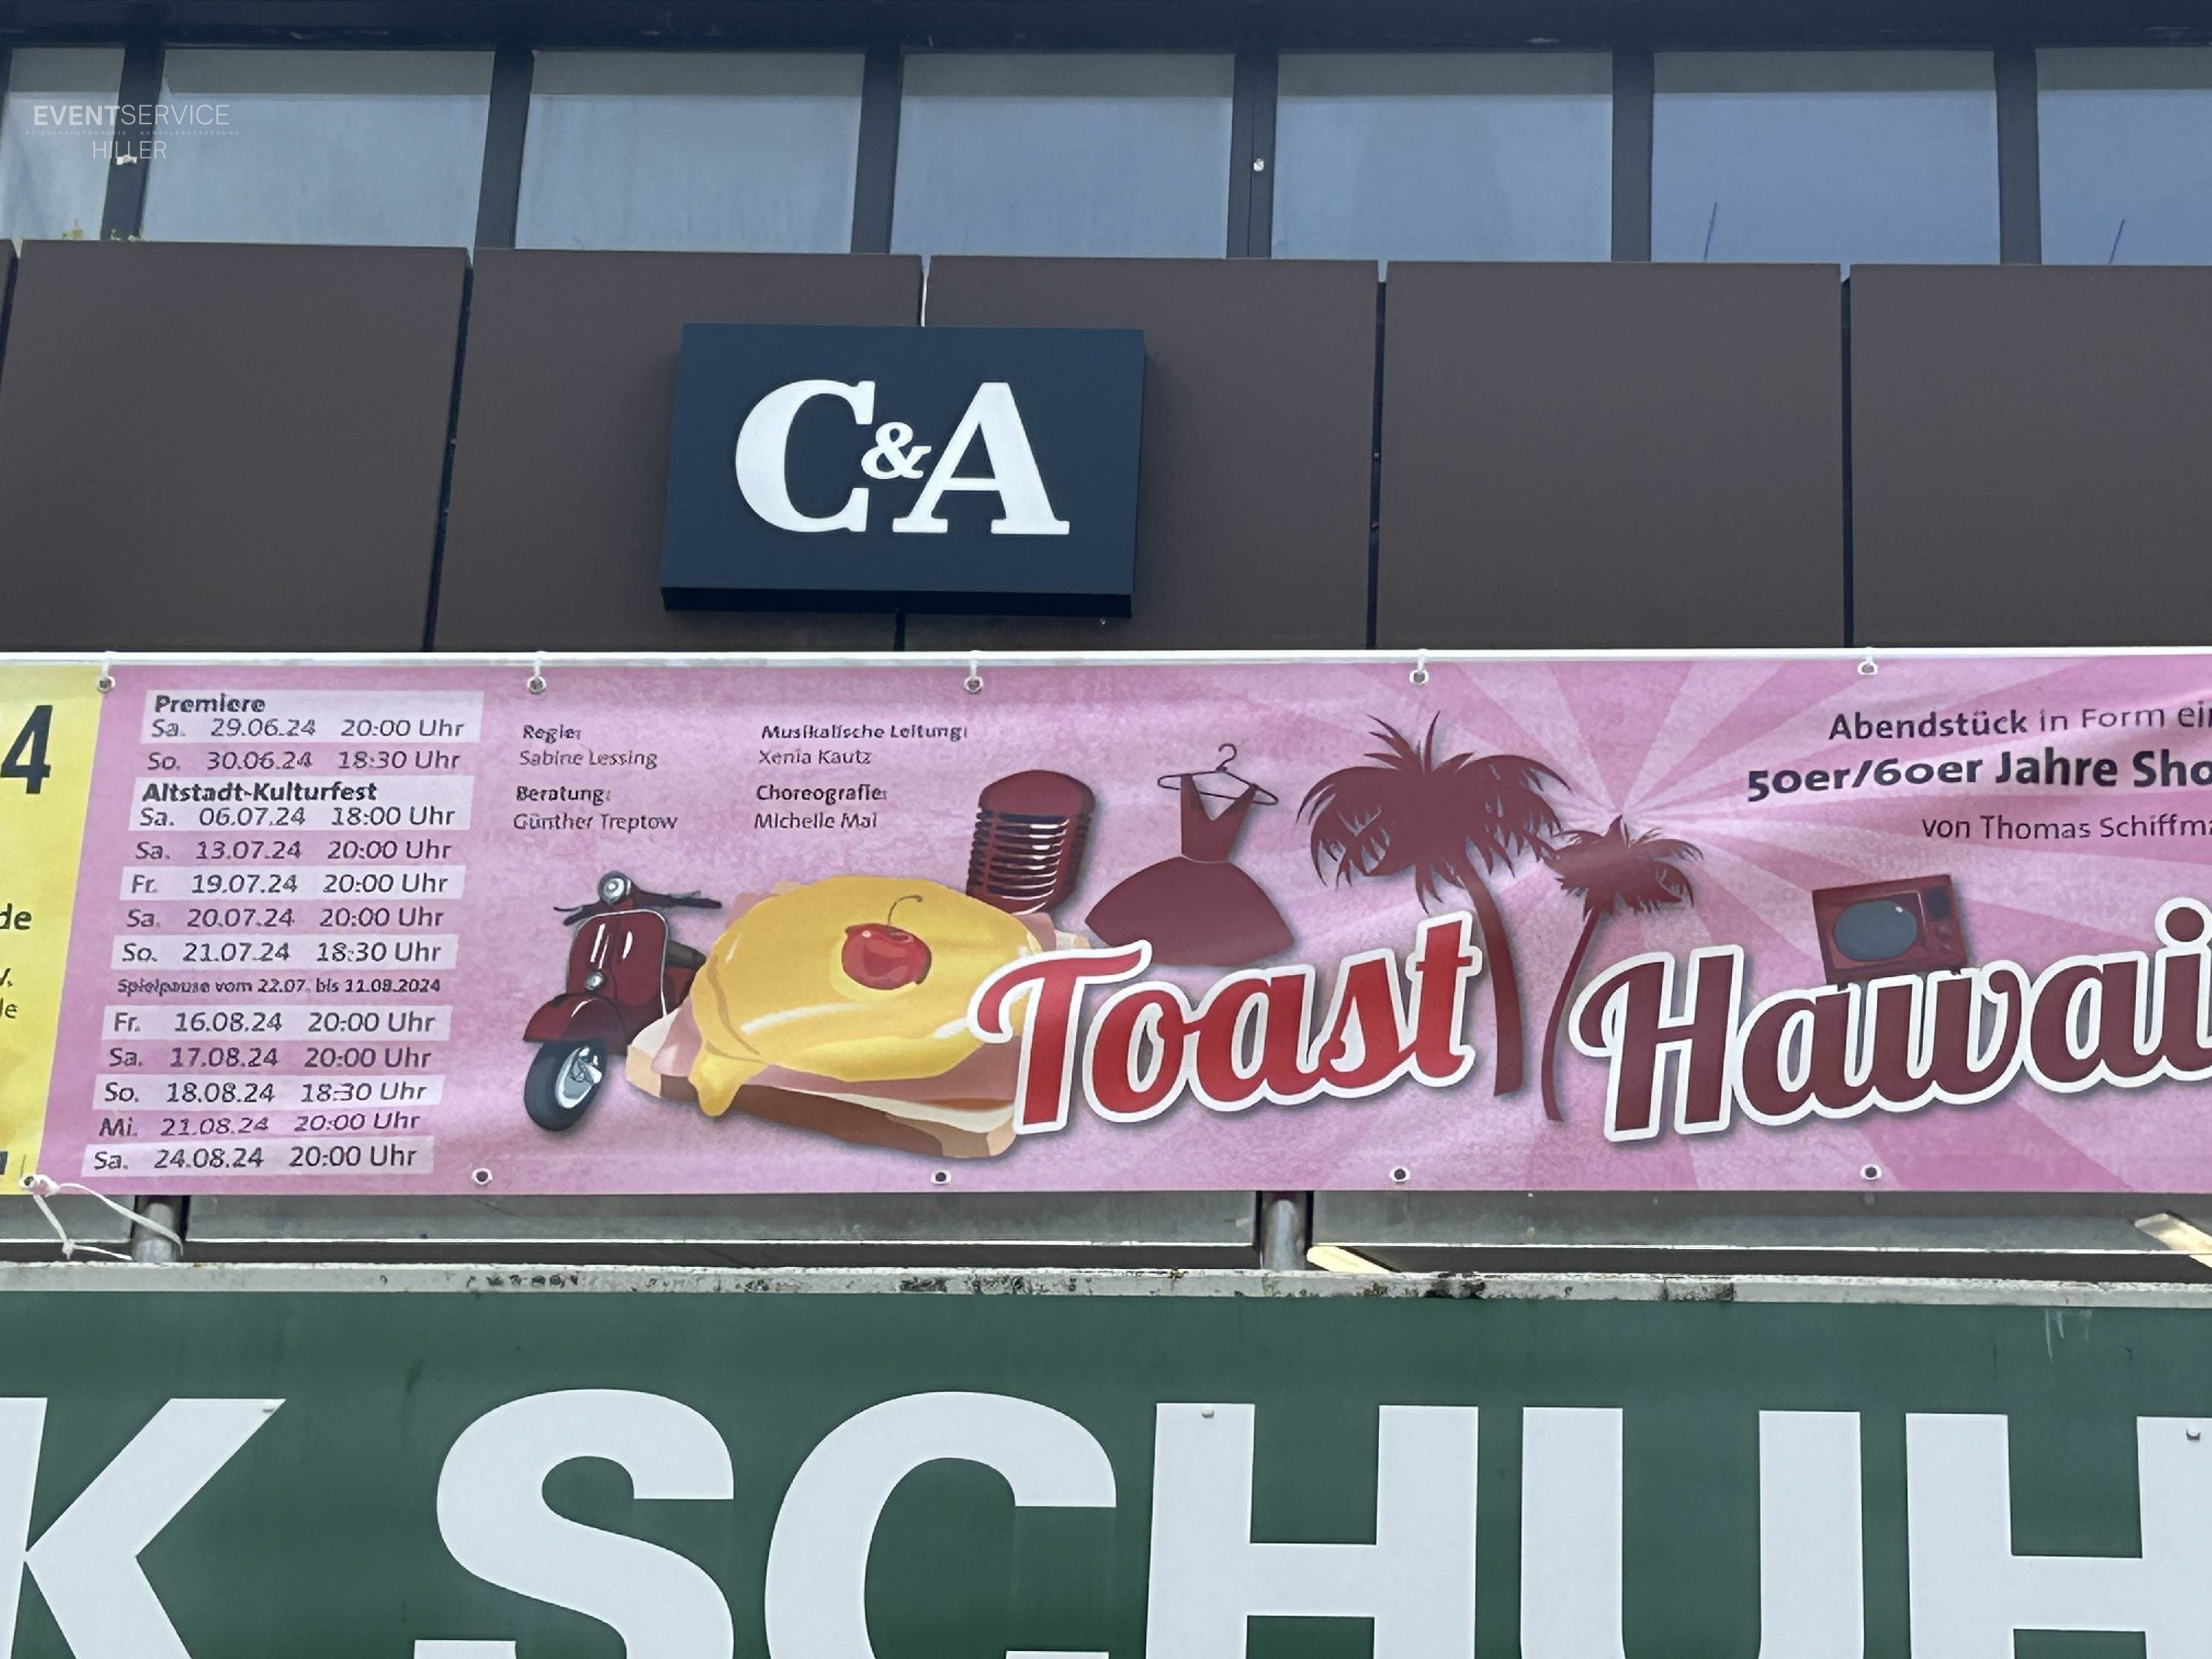 EVENTSERVICE
HILLER
C&A
4
de
le
Premiere
Sa. 29.06.24 20:00 Uhr
So. 30.06.24 18:30 Uhr
Altstadt-Kulturfest
Sa. 06.07.24 18:00 Uhr
Sa. 13.07.24 20:00 Uhr
Fr. 19.07.24 20:00 Uhr
Sa. 20.07.24 20:00 Uhr
So. 21.07.24 18:30 Uhr
Spielpause vom 22.07. bis 11.08.2024
Fr. 16.08.24 20:00 Uhr
Sa. 17.08.24 20:00 Uhr
So. 18.08.24 18:30 Uhr
Mi. 21.08.24 20:00 Uhr
Sa. 24.08.24 20:00 Uhr
Regie:
Sabine Lessing
Beratung:
Günther Treptow
Musikalische Leitung:
Xenia Kautz
Choreografie:
Michelle Mai
Abendstück in Form ei
50er/60er Jahre Sho
von Thomas Schiffma
Toast Hawai
K SCHUH